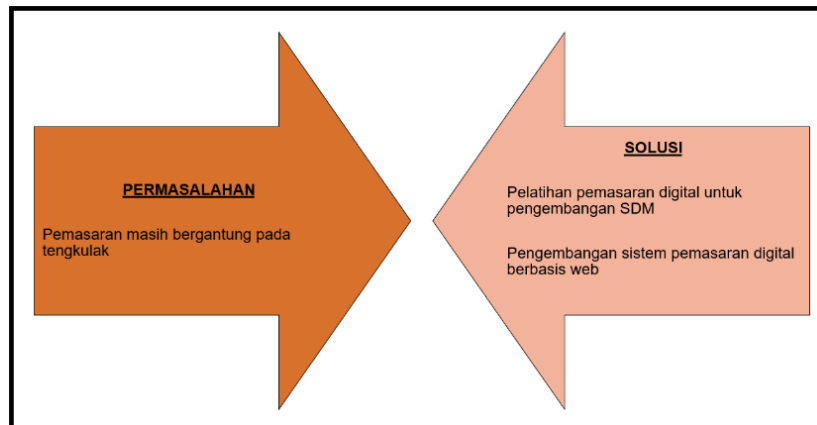 PERMASALAHAN
Pemasaran masih bergantung pada
tengkulak
SOLUSI
Pelatihan pemasaran digital untuk
pengembangan SDM
Pengembangan sistem pemasaran digital
berbasis web